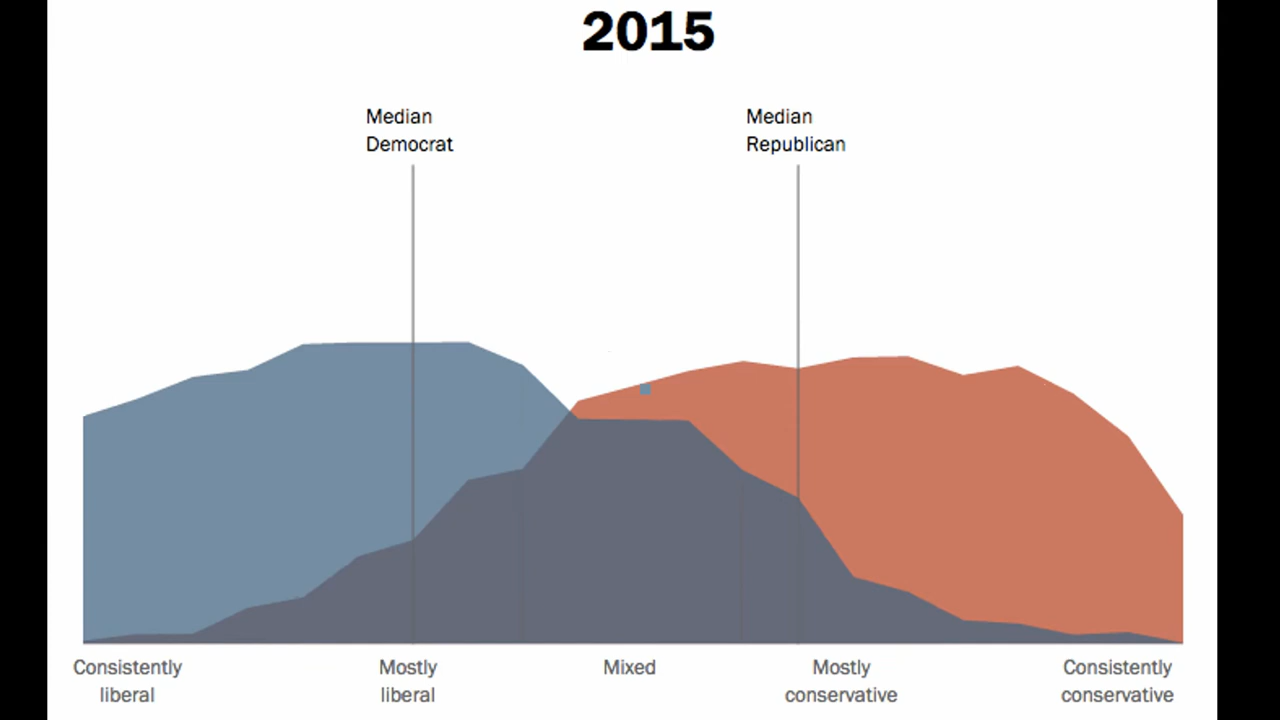 2015
Median
Democrat
Median
Republican
Consistently
liberal
Mostly
liberal
Mixed
Mostly
conservative
Consistently
conservative